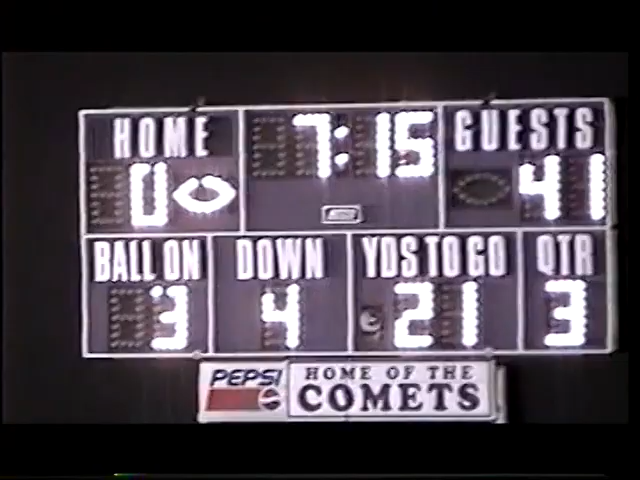 HOME 7:15 GUESTS
0 41
BALL ON DOWN YDS TO GO QTR
3 4 21 3
PEPSI HOME OF THE
COMETS